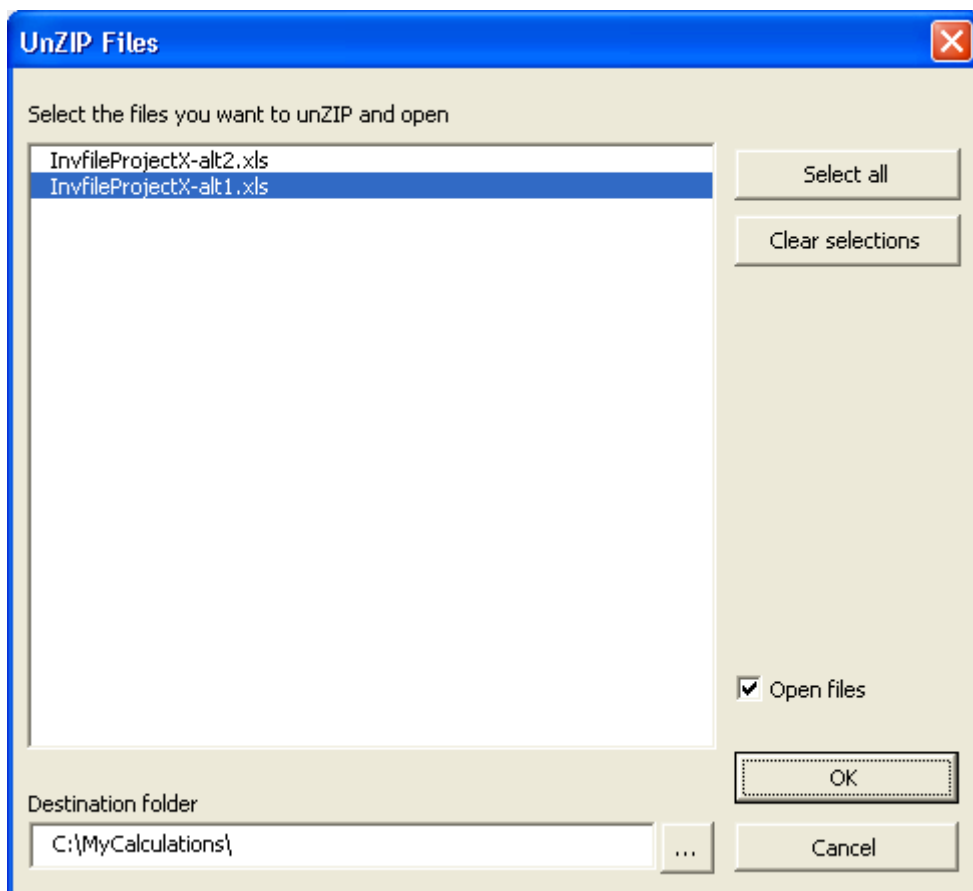 UnZIP Files
Select the files you want to unZIP and open
InvfileProjectX-alt2.xls
InvfileProjectX-alt1.xls
Select all
Clear selections
Open files
OK
Destination folder
C:\MyCalculations\
...
Cancel